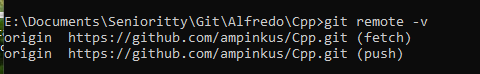 E:\Documents\Senioritty\Git\Alfredo\Cpp>git remote -v
origin  https://github.com/ampinkus/Cpp.git (fetch)
origin  https://github.com/ampinkus/Cpp.git (push)